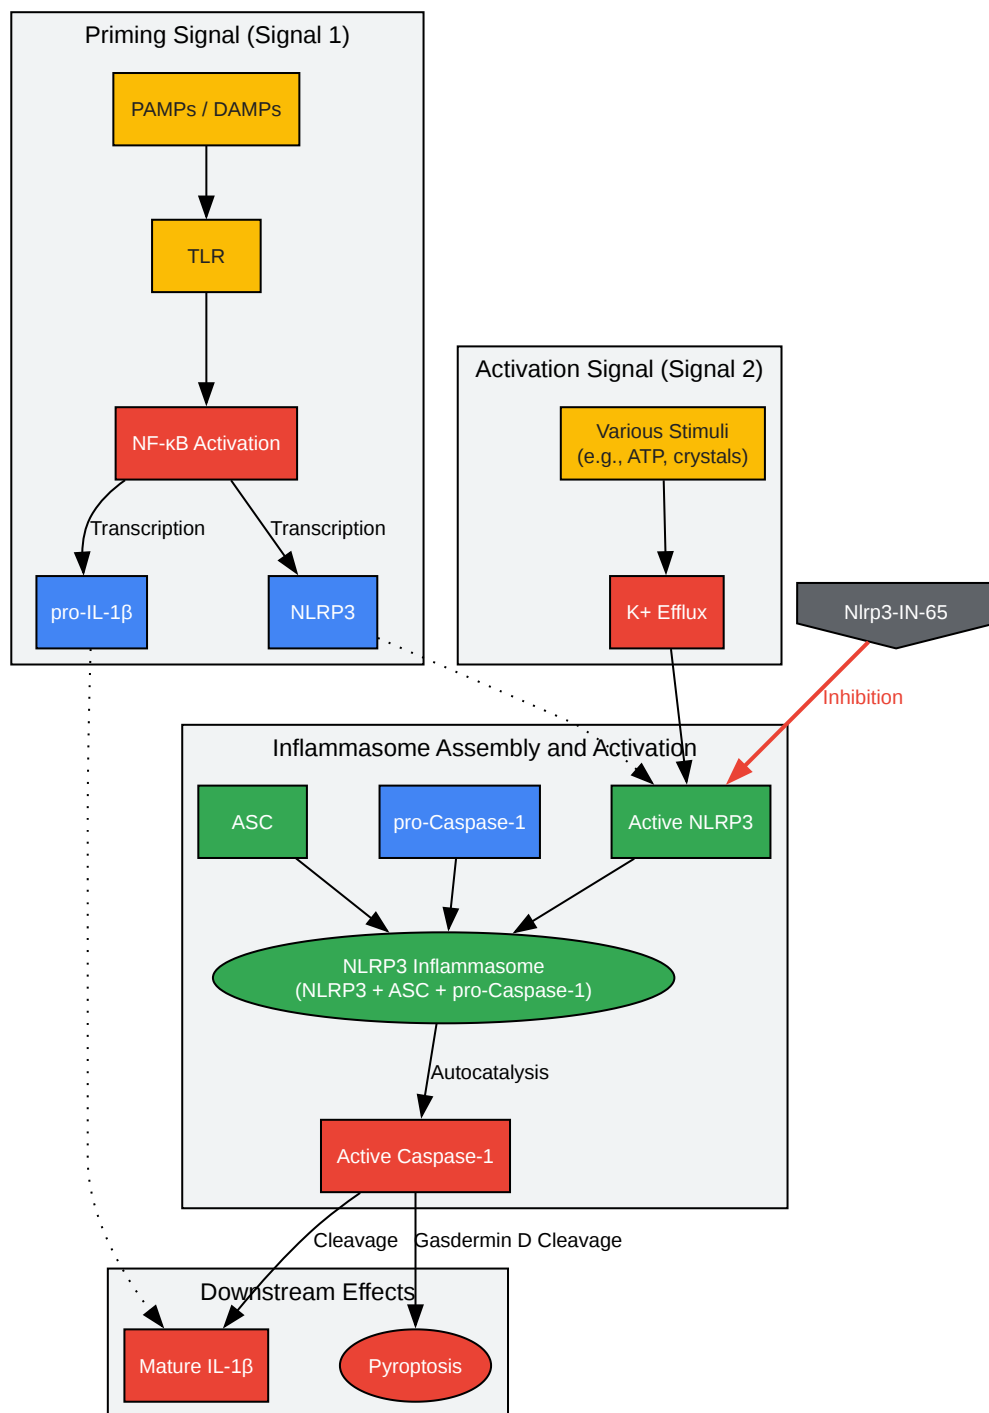 Priming Signal (Signal 1)
PAMPs / DAMPs
TLR
NF-κB Activation
Transcription
Transcription
pro-IL-1β
NLRP3
Activation Signal (Signal 2)
Various Stimuli
(e.g., ATP, crystals)
K+ Efflux
Nlrp3-IN-65
Inhibition
Inflammasome Assembly and Activation
ASC
pro-Caspase-1
Active NLRP3
NLRP3 Inflammasome
(NLRP3 + ASC + pro-Caspase-1)
Autocatalysis
Active Caspase-1
Cleavage
Gasdermin D Cleavage
Downstream Effects
Mature IL-1β
Pyroptosis